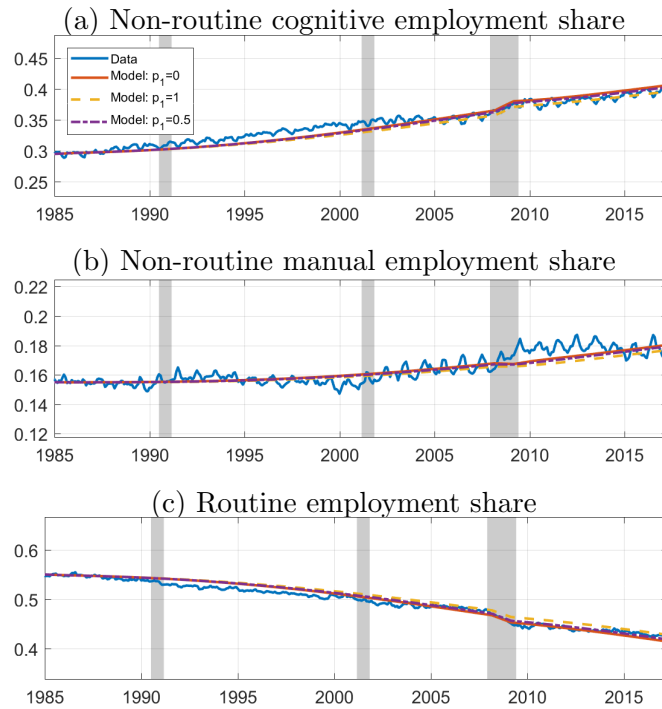 (a) Non-routine cognitive employment share
0.45
0.4
0.35
0.3
0.25
Data
Model: p1=0
Model: p1=1
Model: p1=0.5
1985 1990 1995 2000 2005 2010 2015
(b) Non-routine manual employment share
0.22
0.2
0.18
0.16
0.14
0.12
1985 1990 1995 2000 2005 2010 2015
(c) Routine employment share
0.6
0.5
0.4
1985 1990 1995 2000 2005 2010 2015